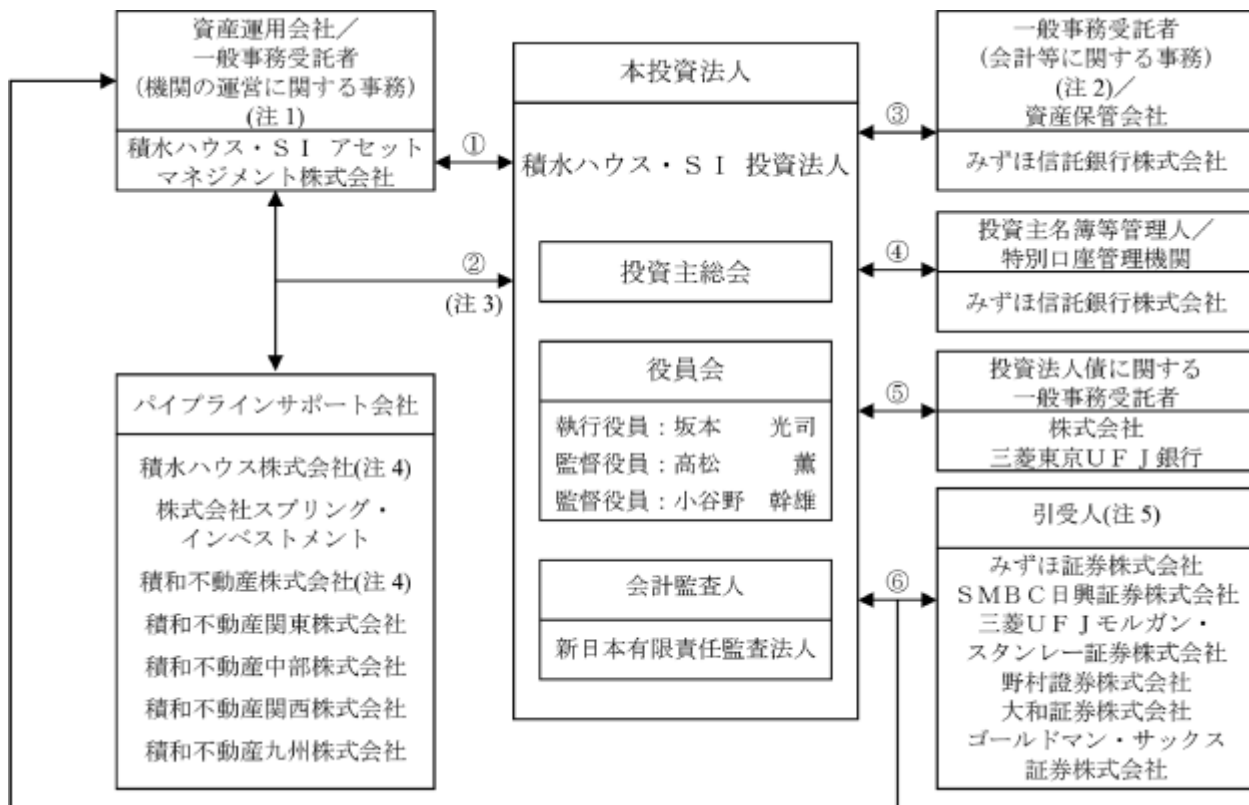 資産運用会社／
一般事務受託者
(機関の運営に関する事務)
(注 1)
積水ハウス・ＳＩ アセット
マネジメント株式会社
①
②
(注 3)
パイプラインサポート会社
積水ハウス株式会社(注 4)
株式会社スプリング・
インベストメント
積和不動産株式会社(注 4)
積和不動産関東株式会社
積和不動産中部株式会社
積和不動産関西株式会社
積和不動産九州株式会社
本投資法人
積水ハウス・ＳＩ 投資法人
投資主総会
役員会
執行役員：坂本　　光司
監督役員：高松　　　薫
監督役員：小谷野　幹雄
会計監査人
新日本有限責任監査法人
③
一般事務受託者
(会計等に関する事務)
(注 2)／
資産保管会社
みずほ信託銀行株式会社
④
投資主名簿等管理人／
特別口座管理機関
みずほ信託銀行株式会社
⑤
投資法人債に関する
一般事務受託者
株式会社
三菱東京ＵＦＪ銀行
⑥
引受人(注 5)
みずほ証券株式会社
ＳＭＢＣ日興証券株式会社
三菱ＵＦＪモルガン・
スタンレー証券株式会社
野村證券株式会社
大和証券株式会社
ゴールドマン・サックス
証券株式会社